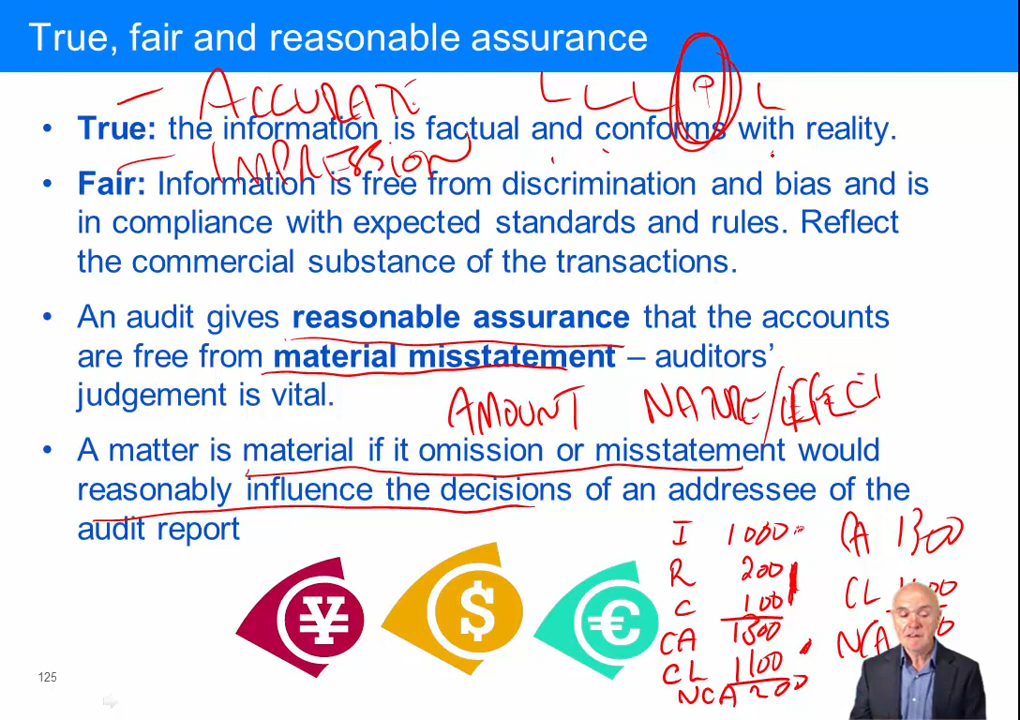 True, fair and reasonable assurance
— ACCURATE L L L P L
• True: the information is factual and conforms with reality.
— IMPRESSION
• Fair: Information is free from discrimination and bias and is
in compliance with expected standards and rules. Reflect
the commercial substance of the transactions.
• An audit gives reasonable assurance that the accounts
are free from material misstatement – auditors’
judgement is vital.
AMOUNT NATURE/EFFECT
• A matter is material if it omission or misstatement would
reasonably influence the decisions of an addressee of the
audit report
I 1000 CA 1300
R 200
C 100 CL
CA 1300 NCA
CL 1100
NCA 200
¥ $ €
125